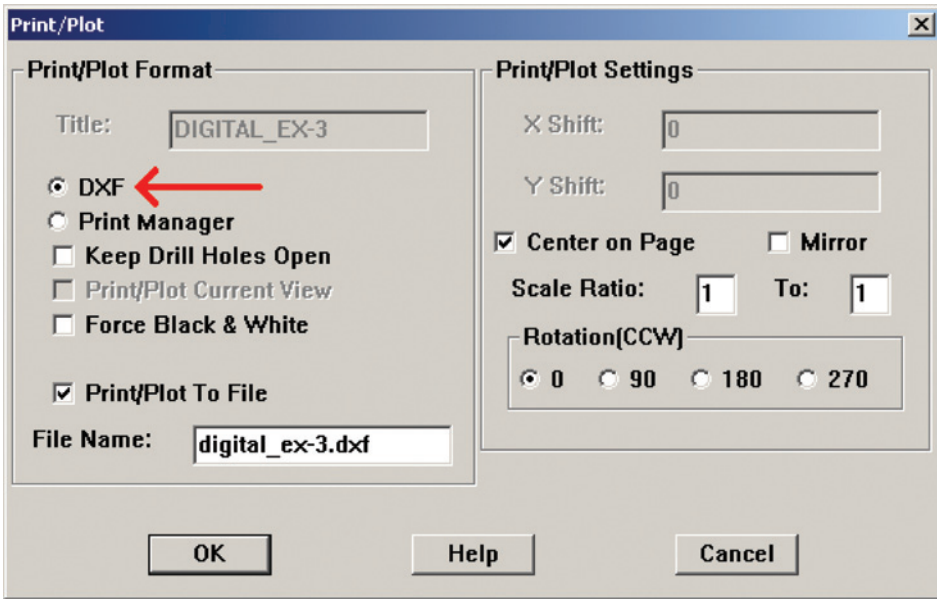 Print/Plot
Print/Plot Format
Title: DIGITAL_EX-3
DXF
Print Manager
Keep Drill Holes Open
Print/Plot Current View
Force Black & White
Print/Plot To File
File Name: digital_ex-3.dxf
Print/Plot Settings
X Shift: 0
Y Shift: 0
Center on Page Mirror
Scale Ratio: 1 To: 1
Rotation(CCW)
0 90 180 270
OK Help Cancel